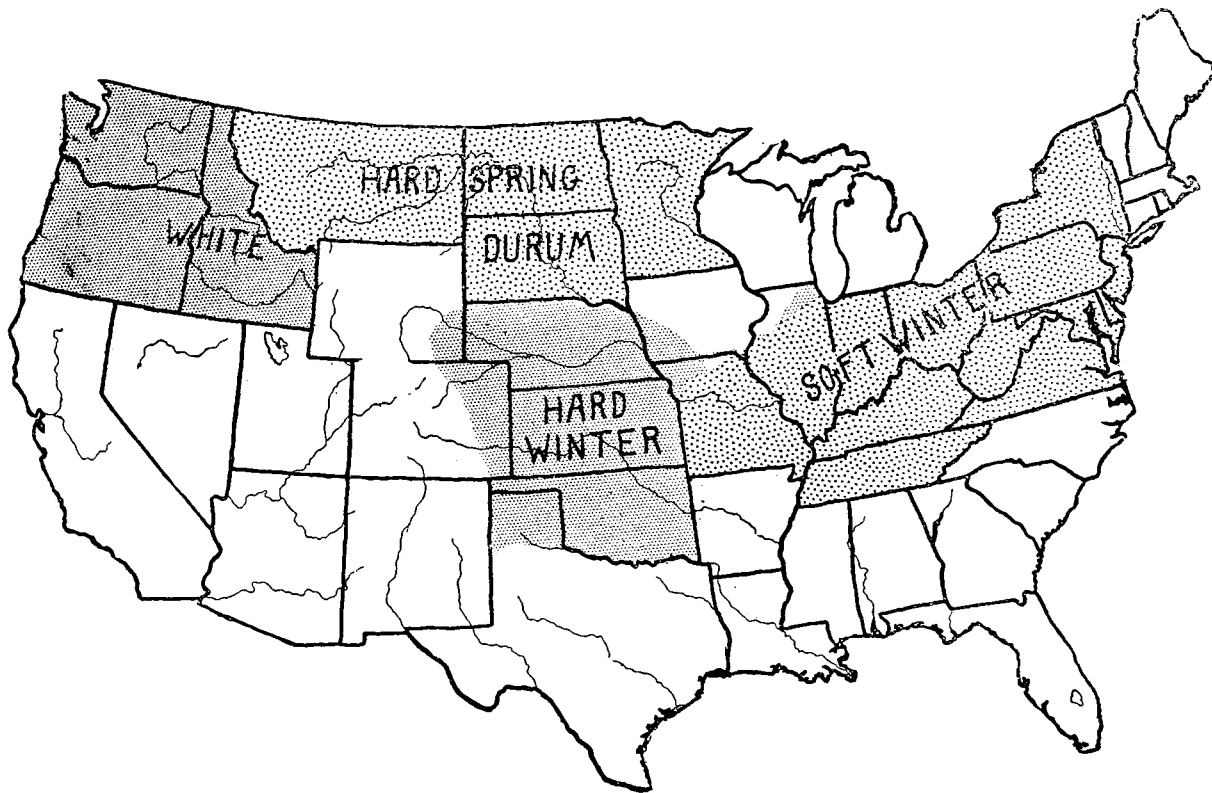 HARD SPRING
WHITE
DURUM
SOFT WINTER
HARD
WINTER